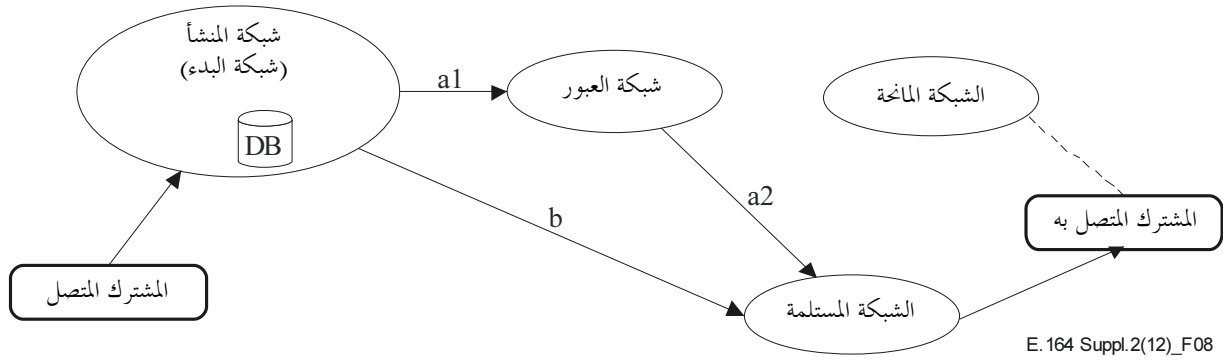 شبكة المنشأ
(شبكة البدء)
DB
a1
شبكة العبور
الشبكة المانحة
a2
b
المشترك المتصل به
المشترك المتصل
الشبكة المستلمة
E.164 Suppl.2(12)_F08